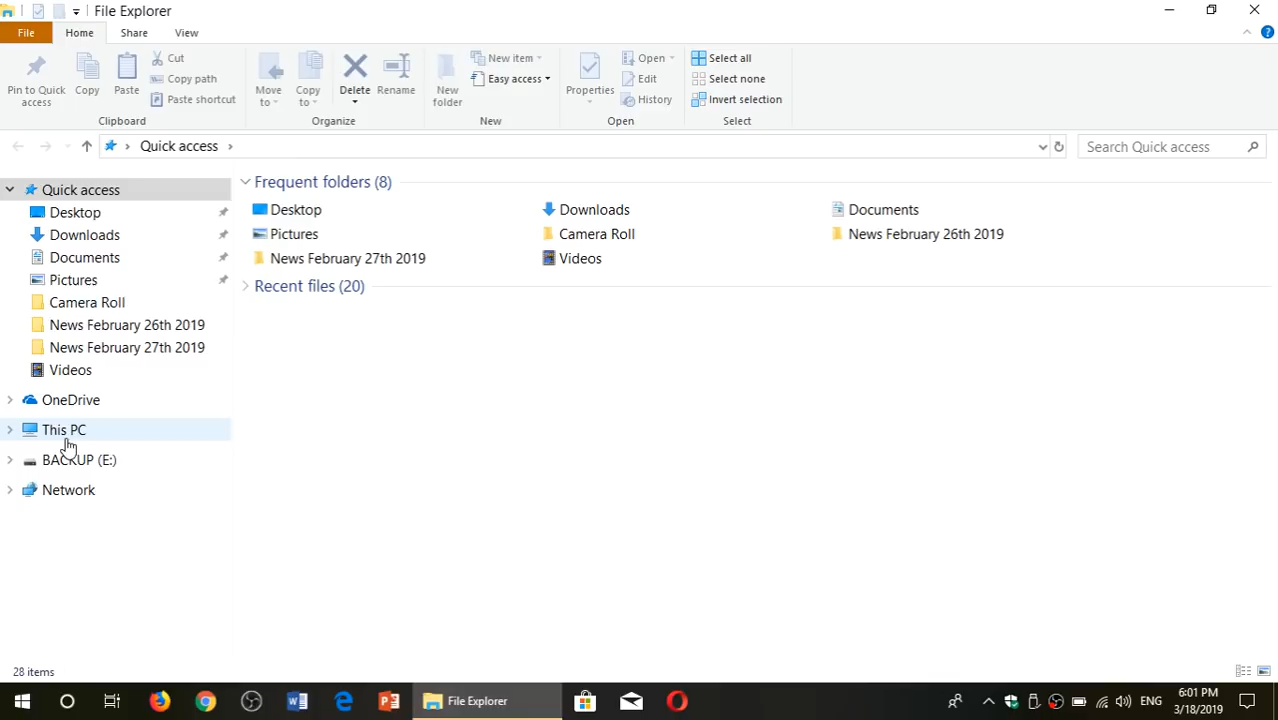 File Explorer
File Home Share View
Pin to Quick access
Copy
Paste
Cut
Copy path
Paste shortcut
Clipboard
Move to
Copy to
Delete
Rename
Organize
New folder
New item
Easy access
New
Properties
Open
Edit
History
Open
Select all
Select none
Invert selection
Select
Quick access
Search Quick access
Quick access
Desktop
Downloads
Documents
Pictures
Camera Roll
News February 26th 2019
News February 27th 2019
Videos
OneDrive
This PC
BACKUP (E:)
Network
Frequent folders (8)
Desktop Downloads Documents
Pictures Camera Roll News February 26th 2019
News February 27th 2019 Videos
Recent files (20)
28 items
File Explorer
ENG
6:01 PM
3/18/2019